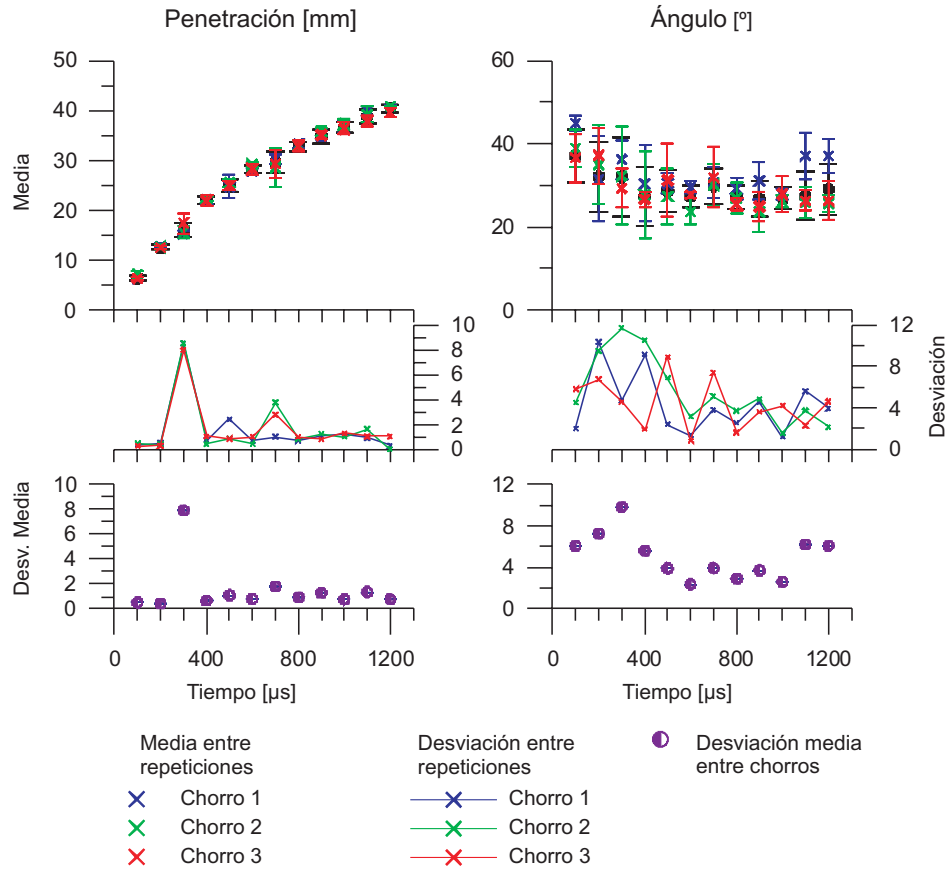 Penetración [mm]
Ángulo [º]
50
40
30
20
10
0
Media
60
40
20
0
10
8
6
4
2
0
12
8
4
0
Desviación
10
8
6
4
2
0
Desv. Media
12
8
4
0
0 400 800 1200
Tiempo [µs]
0 400 800 1200
Tiempo [µs]
Media entre
repeticiones
Chorro 1
Chorro 2
Chorro 3
Desviación entre
repeticiones
Chorro 1
Chorro 2
Chorro 3
Desviación media
entre chorros